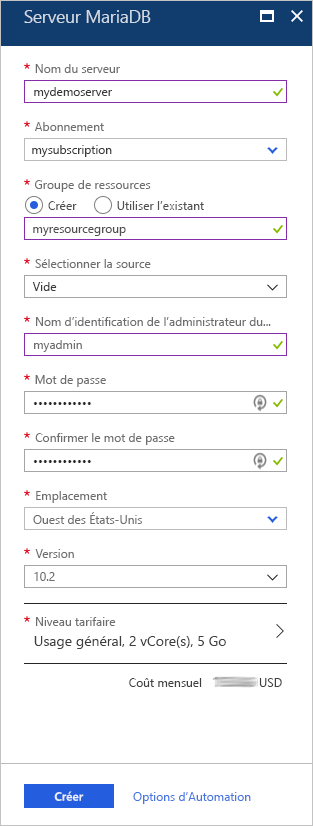 Serveur MariaDB
* Nom du serveur
mydemoserver
* Abonnement
mysubscription
* Groupe de ressources
Créer Utiliser l'existant
myresourcegroup
* Sélectionner la source
Vide
* Nom d'identification de l'administrateur du...
myadmin
* Mot de passe
••••••••••••
* Confirmer le mot de passe
••••••••••••
* Emplacement
Ouest des États-Unis
* Version
10.2
* Niveau tarifaire
Usage général, 2 vCore(s), 5 Go
Coût mensuel USD
Créer Options d'Automation